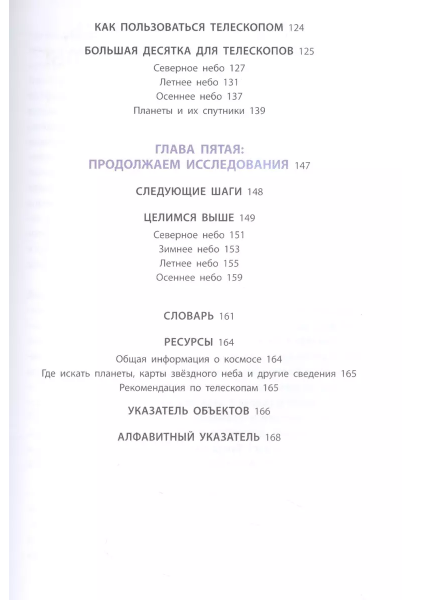 КАК ПОЛЬЗОВАТЬСЯ ТЕЛЕСКОПОМ 124
БОЛЬШАЯ ДЕСЯТКА ДЛЯ ТЕЛЕСКОПОВ 125
Северное небо 127
Летнее небо 131
Осеннее небо 137
Планеты и их спутники 139
ГЛАВА ПЯТАЯ:
ПРОДОЛЖАЕМ ИССЛЕДОВАНИЯ 147
СЛЕДУЮЩИЕ ШАГИ 148
ЦЕЛИМСЯ ВЫШЕ 149
Северное небо 151
Зимнее небо 153
Летнее небо 155
Осеннее небо 159
СЛОВАРЬ 161
РЕСУРСЫ 164
Общая информация о космосе 164
Где искать планеты, карты звёздного неба и другие сведения 165
Рекомендация по телескопам 165
УКАЗАТЕЛЬ ОБЪЕКТОВ 166
АЛФАВИТНЫЙ УКАЗАТЕЛЬ 168